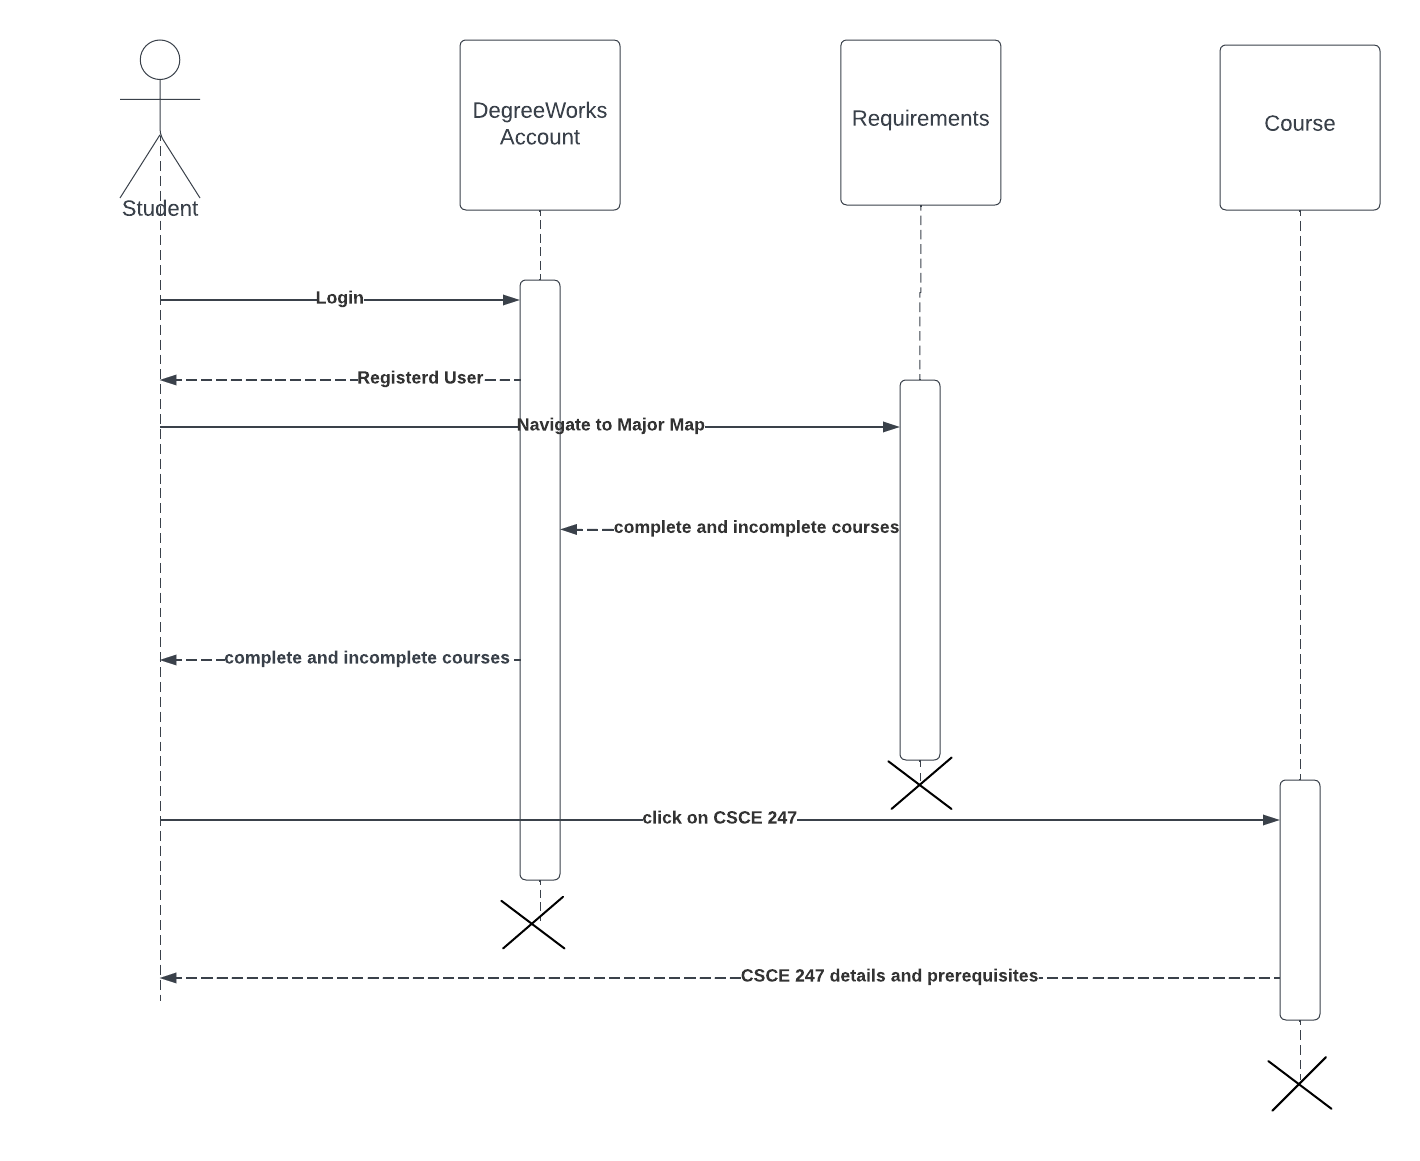 DegreeWorks
Account
Requirements
Course
Student
Login
Registerd User
Navigate to Major Map
complete and incomplete courses
complete and incomplete courses
click on CSCE 247
CSCE 247 details and prerequisites